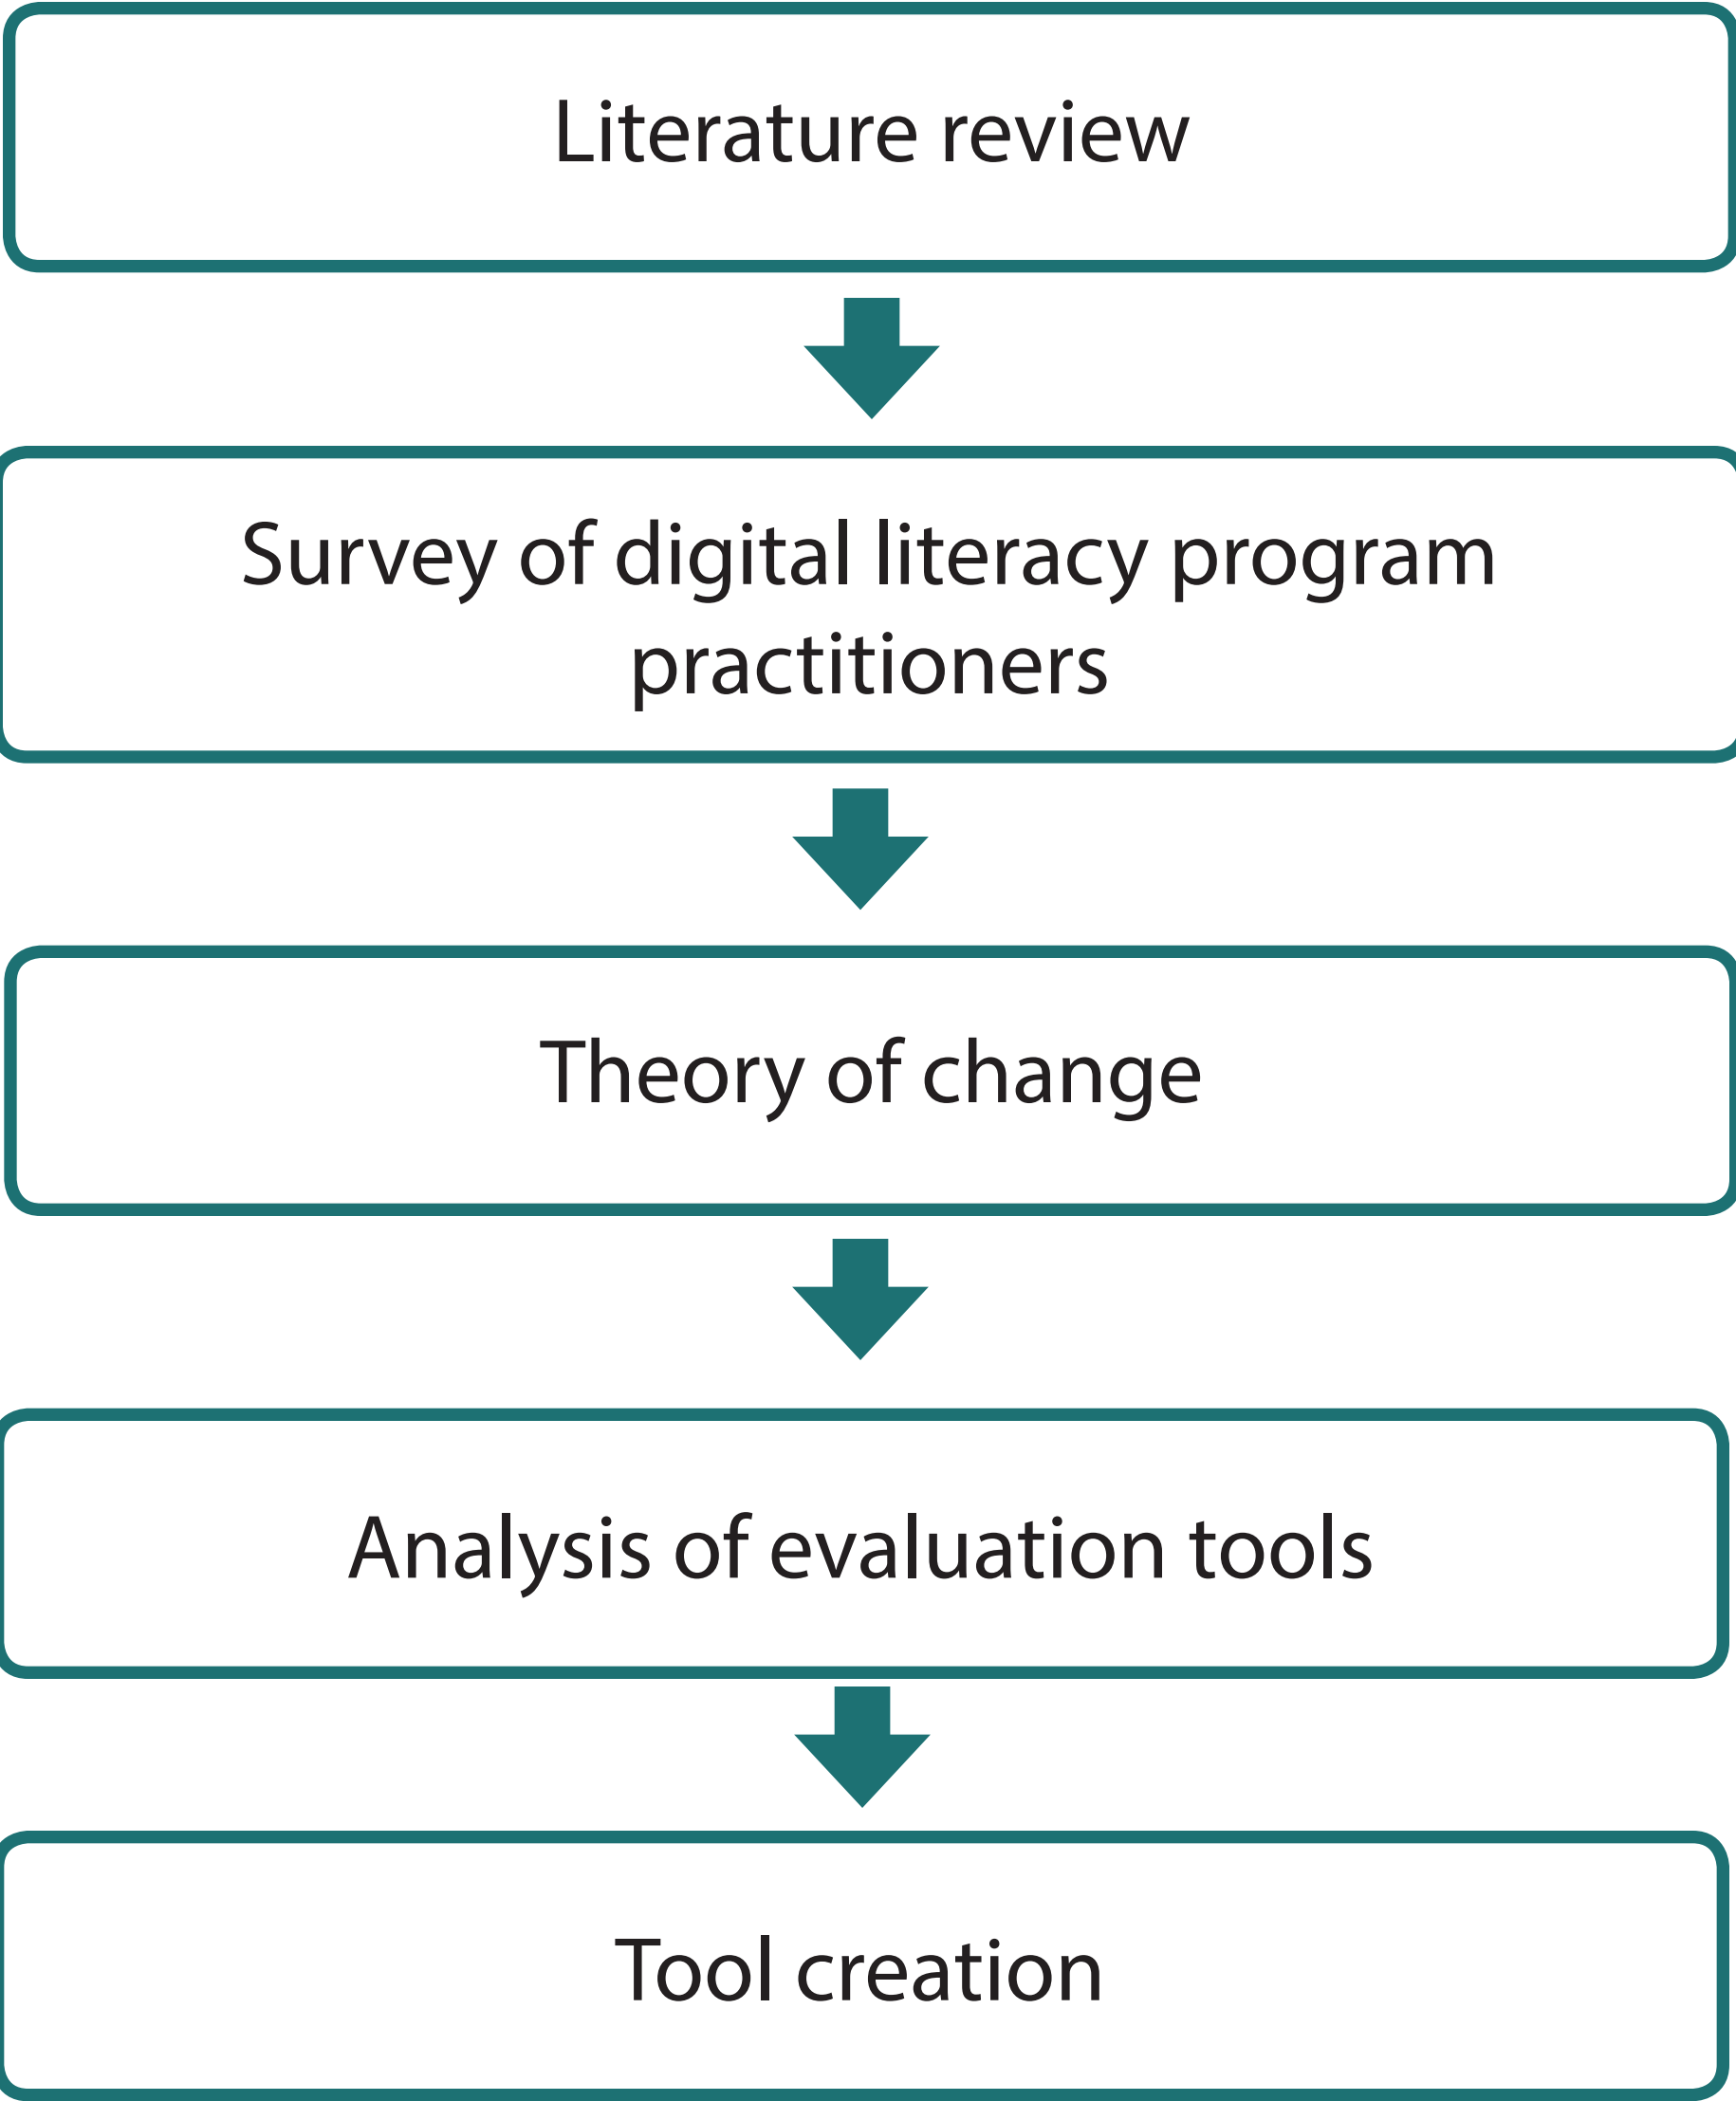 Literature review
Survey of digital literacy program
practitioners
Theory of change
Analysis of evaluation tools
Tool creation